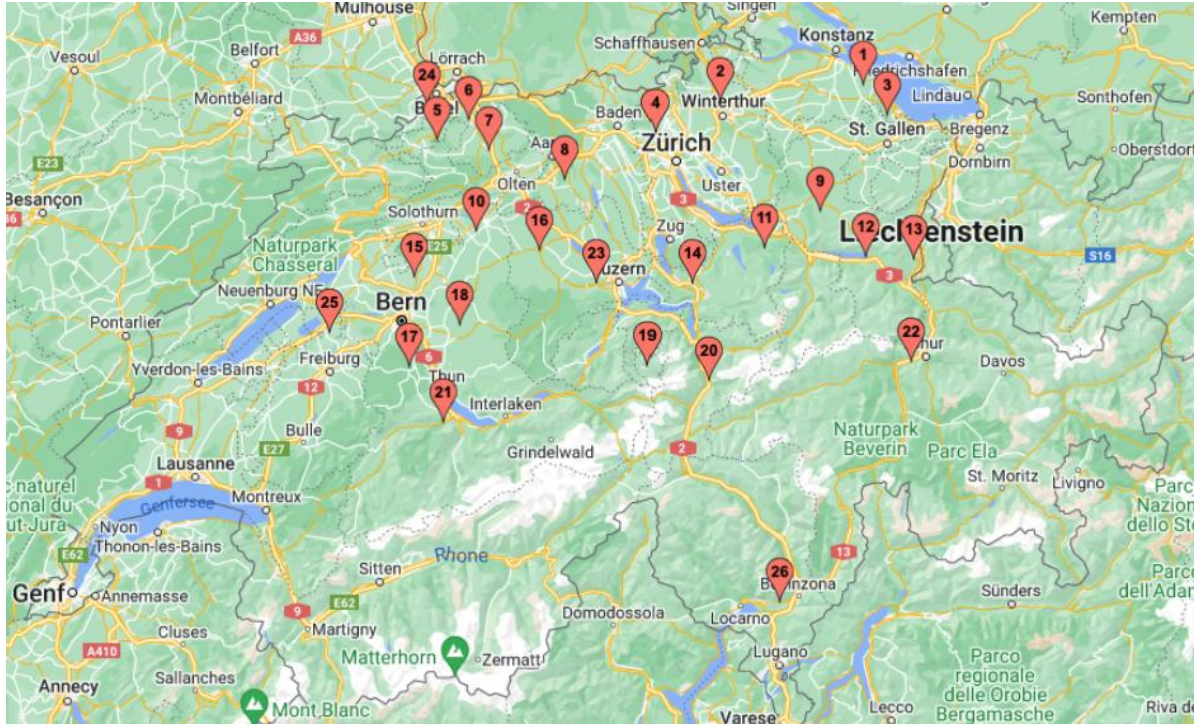 Mulhouse
Singen
Kempten
A36
Schaffhausen
Konstanz
Vesoul
Belfort
Lörrach
1
Friedrichshafen
24
2
3
Lindau
Sonthofen
Montbéliard
6
4
Baden
Winterthur
5
7
St. Gallen
Bregenz
Oberstdorf
E23
8
Zürich
Dornbirn
Besançon
Olten
Uster
9
3
10
2
Solothurn
16
11
Zug
12
13
Liechtenstein
15
E25
23
14
S16
Naturpark
Chasseral
Luzern
3
Neuenburg NE
25
Bern
18
Pontarlier
17
6
19
20
22
Chur
Davos
Yverdon-les-Bains
Freiburg
Thun
12
21
Interlaken
Bulle
Grindelwald
2
Naturpark
Beverin
Parc Ela
9
E27
Lausanne
St. Moritz
Livigno
1
Montreux
Genfersee
Nyon
Thonon-les-Bains
E62
Rhone
13
Sitten
26
Bellinzona
Genf
Annemasse
9
E62
Locarno
Sünders
Domodossola
Cluses
Martigny
A410
Matterhorn
Zermatt
Lugano
Sallanches
Parco
regionale
delle Orobie
Bergamasche
Annecy
Mont Blanc
Varese
Lecco